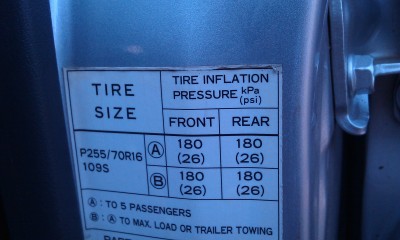 TIRE SIZE
TIRE INFLATION PRESSURE kPa (psi)
FRONT REAR
P255/70R16 109S
Ⓐ 180 (26) 180 (26)
Ⓑ 180 (26) 180 (26)
Ⓐ : TO 5 PASSENGERS
Ⓑ : Ⓐ TO MAX. LOAD OR TRAILER TOWING